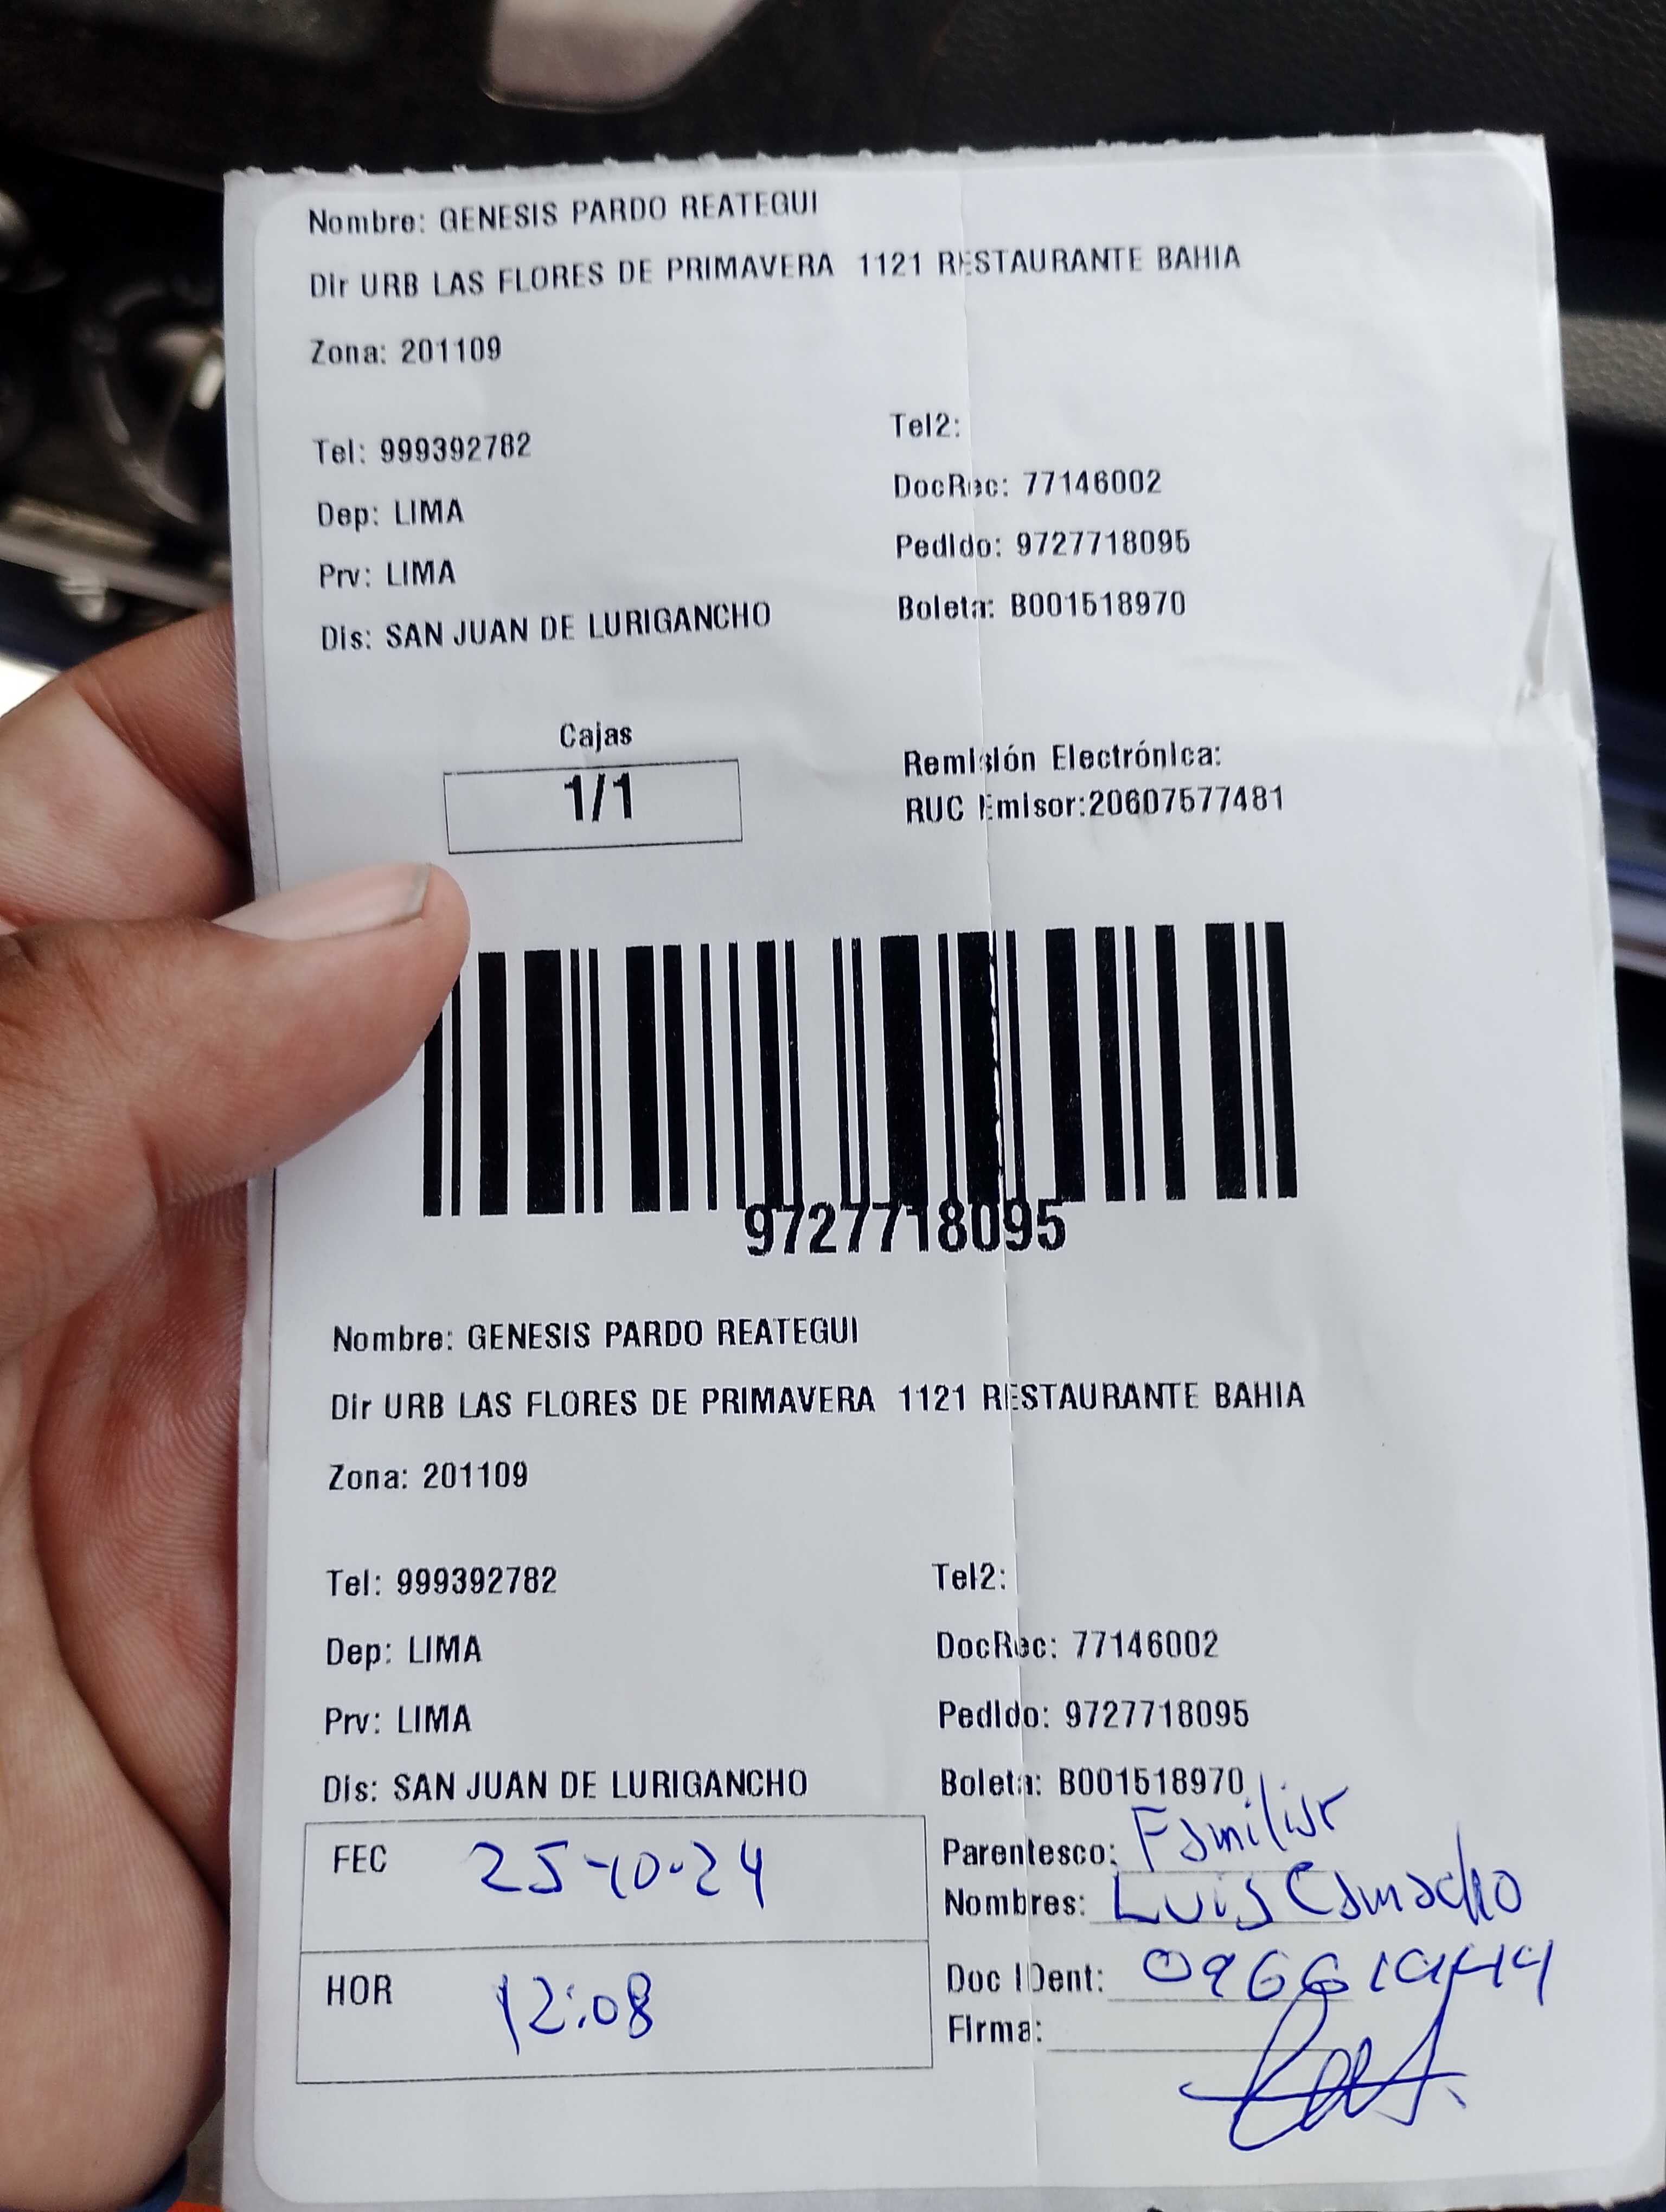 Nombre: GENESIS PARDO REATEGUI
Dir URB LAS FLORES DE PRIMAVERA 1121 RESTAURANTE BAHIA
Zona: 201109
Tel: 999392782
Tel2:
Dep: LIMA
DocRec: 77146002
Prv: LIMA
Pedido: 9727718095
Dis: SAN JUAN DE LURIGANCHO
Boleta: B001518970
Cajas
1/1
Remisión Electrónica:
RUC Emisor:20607577481
9727718095
Nombre: GENESIS PARDO REATEGUI
Dir URB LAS FLORES DE PRIMAVERA 1121 RESTAURANTE BAHIA
Zona: 201109
Tel: 999392782
Tel2:
Dep: LIMA
DocRec: 77146002
Prv: LIMA
Pedido: 9727718095
Dis: SAN JUAN DE LURIGANCHO
Boleta: B001518970
FEC 25-10-24
Parentesco: Familiar
Nombres: Luis Camacho
HOR 12:08
Doc IDent:
Firma: